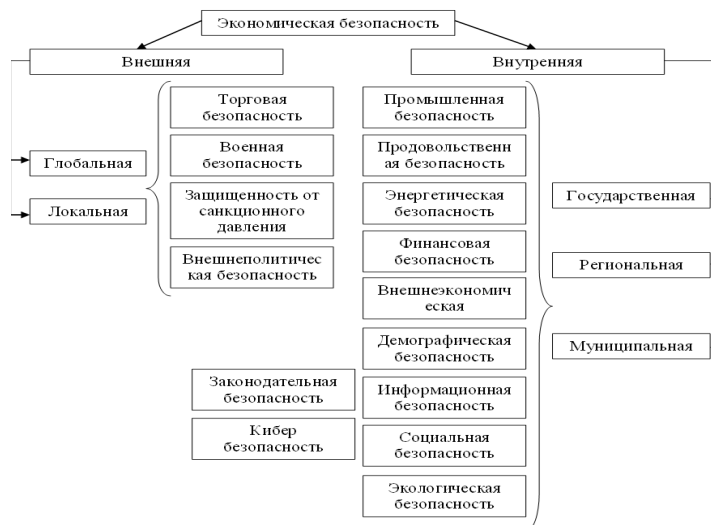 Экономическая безопасность
Внешняя
Внутренняя
Глобальная
Локальная
Торговая
безопасность
Военная
безопасность
Защищенность от
санкционного
давления
Внешнеполитичес
кая безопасность
Законодательная
безопасность
Кибер
безопасность
Промышленная
безопасность
Продовольственн
ая безопасность
Энергетическая
безопасность
Финансовая
безопасность
Внешнеэкономич
еская
Демографическая
безопасность
Информационная
безопасность
Социальная
безопасность
Экологическая
безопасность
Государственная
Региональная
Муниципальная